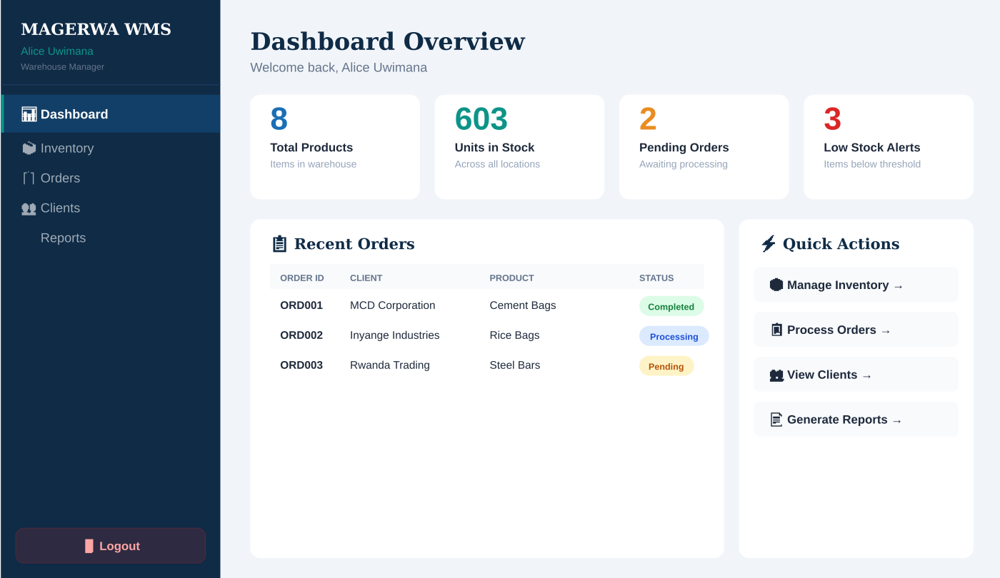 MAGERWA WMS
Alice Uwimana
Warehouse Manager
Dashboard
Inventory
Orders
Clients
Reports
Logout
Dashboard Overview
Welcome back, Alice Uwimana
8
Total Products
Items in warehouse
603
Units in Stock
Across all locations
2
Pending Orders
Awaiting processing
3
Low Stock Alerts
Items below threshold
Recent Orders
ORDER ID CLIENT PRODUCT STATUS
ORD001 MCD Corporation Cement Bags Completed
ORD002 Inyange Industries Rice Bags Processing
ORD003 Rwanda Trading Steel Bars Pending
Quick Actions
Manage Inventory →
Process Orders →
View Clients →
Generate Reports →